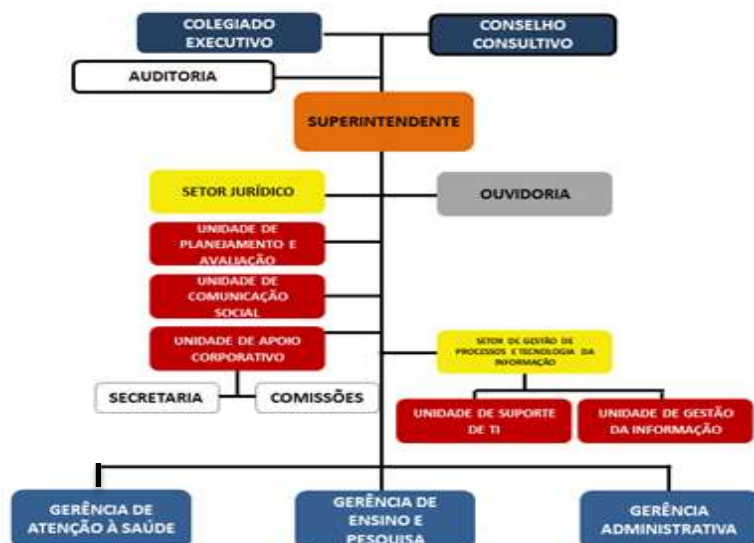 COLEGIADO
EXECUTIVO
CONSELHO
CONSULTIVO
AUDITORIA
SUPERINTENDENTE
SETOR JURÍDICO
OUVIDORIA
UNIDADE DE
PLANEJAMENTO E
AVALIAÇÃO
UNIDADE DE
COMUNICAÇÃO
SOCIAL
UNIDADE DE APOIO
CORPORATIVO
SETOR DE GESTÃO DE
PROCESSOS E TECNOLOGIA DA
INFORMAÇÃO
SECRETARIA
COMISSÕES
UNIDADE DE SUPORTE
DE TI
UNIDADE DE GESTÃO
DA INFORMAÇÃO
GERÊNCIA DE
ATENÇÃO À SAÚDE
GERÊNCIA DE
ENSINO E
PESQUISA
GERÊNCIA
ADMINISTRATIVA